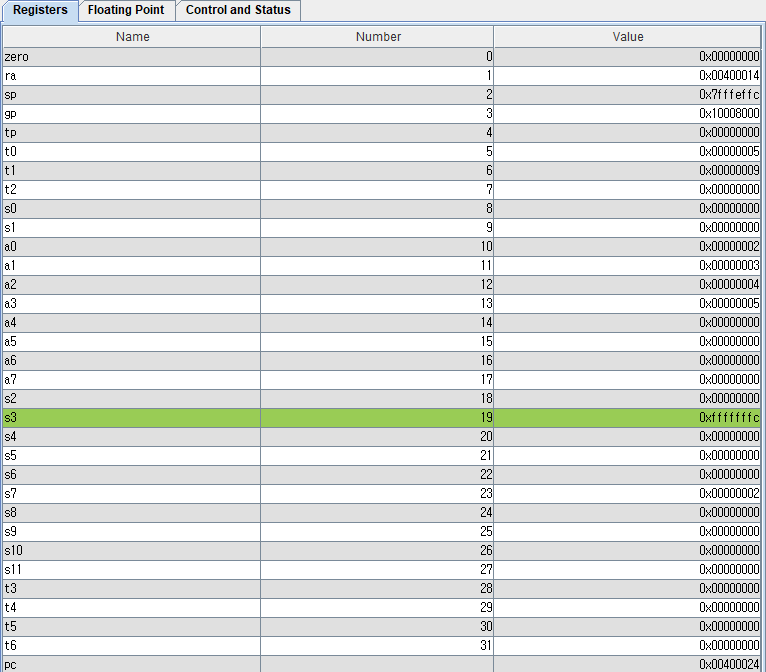 Registers Floating Point Control and Status
Name Number Value
zero 0 0x00000000
ra 1 0x00400014
sp 2 0x7fffeffc
gp 3 0x10008000
tp 4 0x00000000
t0 5 0x00000005
t1 6 0x00000009
t2 7 0x00000000
s0 8 0x00000000
s1 9 0x00000000
a0 10 0x00000002
a1 11 0x00000003
a2 12 0x00000004
a3 13 0x00000005
a4 14 0x00000000
a5 15 0x00000000
a6 16 0x00000000
a7 17 0x00000000
s2 18 0x00000000
s3 19 0xfffffffc
s4 20 0x00000000
s5 21 0x00000000
s6 22 0x00000000
s7 23 0x00000002
s8 24 0x00000000
s9 25 0x00000000
s10 26 0x00000000
s11 27 0x00000000
t3 28 0x00000000
t4 29 0x00000000
t5 30 0x00000000
t6 31 0x00000000
pc 0x00400024